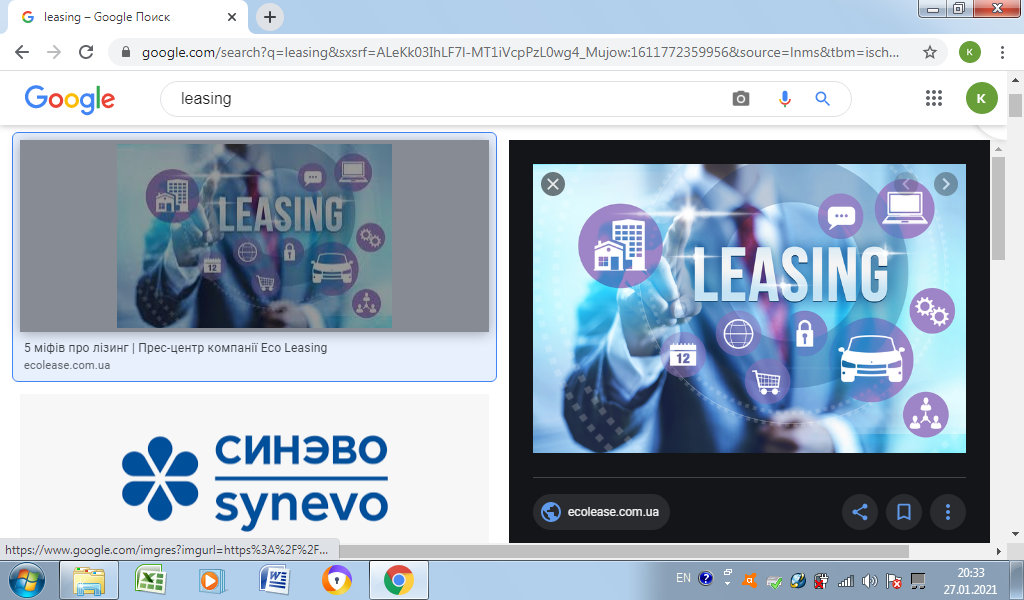 leasing – Google Поиск
google.com/search?q=leasing&sxsrf=ALeKk03IhLF7I-MT1iVcpPzL0wg4_Mujow:1611772359956&source=lnms&tbm=isch...
K
Google
leasing
K
LEASING
12
5 міфів про лізинг | Прес-центр компанії Eco Leasing
ecolease.com.ua
СИНЭВО
synevo
LEASING
12
ecolease.com.ua
https://www.google.com/imgres?imgurl=https%3A%2F%2F...
EN
20:33
27.01.2021